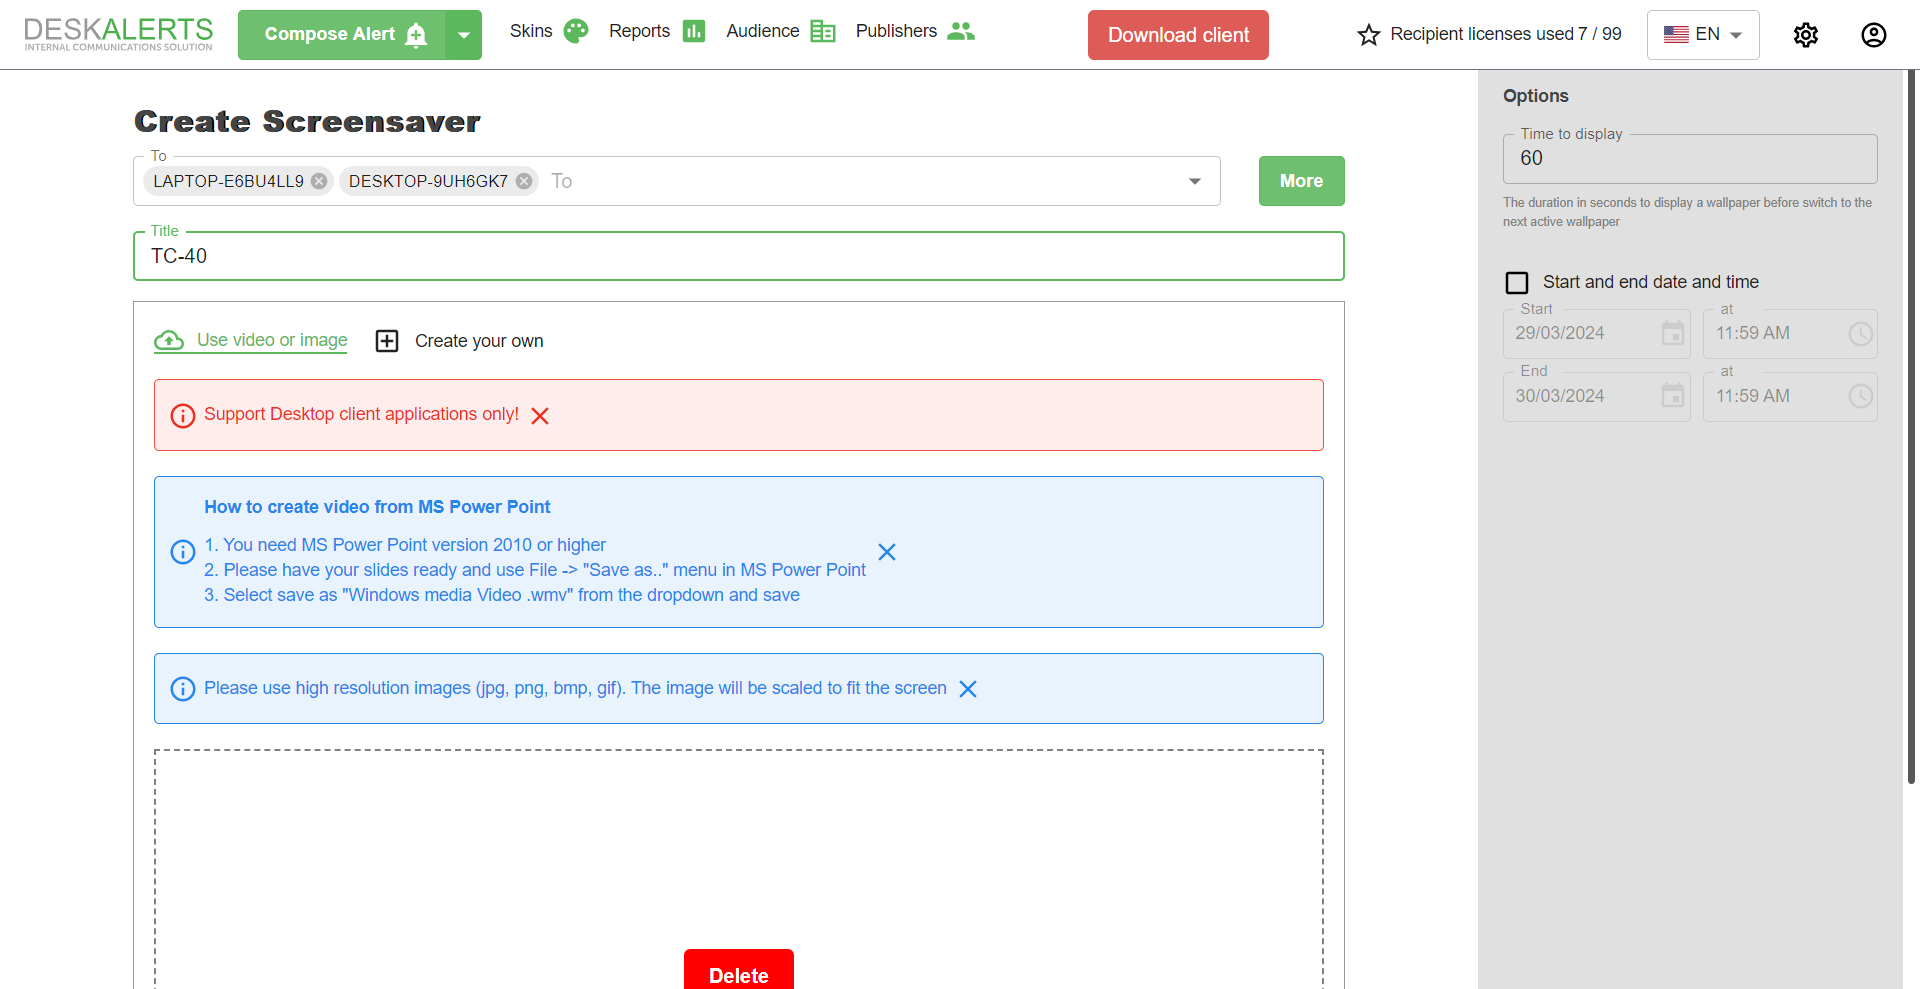 DESKALERTS
INTERNAL COMMUNICATIONS SOLUTION
Compose Alert
Skins
Reports
Audience
Publishers
Download client
Recipient licenses used 7 / 99
EN
Create Screensaver
To
LAPTOP-E6BU4LL9
DESKTOP-9UH6GK7
To
More
Title
TC-40
Use video or image
Create your own
Support Desktop client applications only!
How to create video from MS Power Point
1. You need MS Power Point version 2010 or higher
2. Please have your slides ready and use File -> "Save as.." menu in MS Power Point
3. Select save as "Windows media Video .wmv" from the dropdown and save
Please use high resolution images (jpg, png, bmp, gif). The image will be scaled to fit the screen
Delete
Options
Time to display
60
The duration in seconds to display a wallpaper before switch to the
next active wallpaper
Start and end date and time
Start
29/03/2024
at
11:59 AM
End
30/03/2024
at
11:59 AM